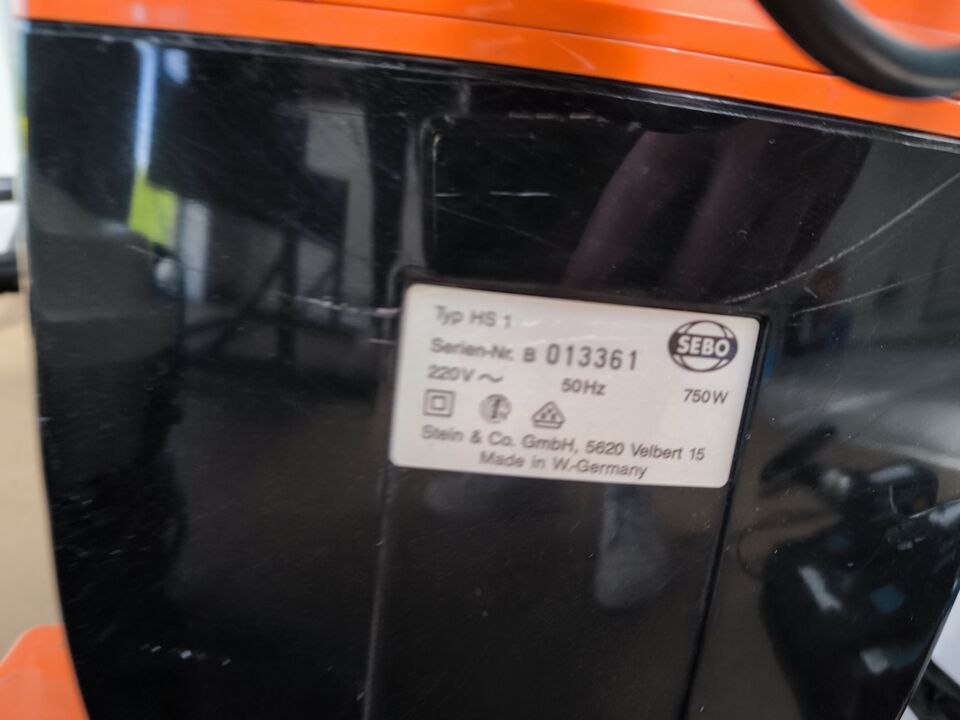 Typ HS 1
SEBO
Serien-Nr. B 013361
220V ~ 50Hz 750W
Stein & Co. GmbH, 5620 Velbert 15
Made in W.-Germany